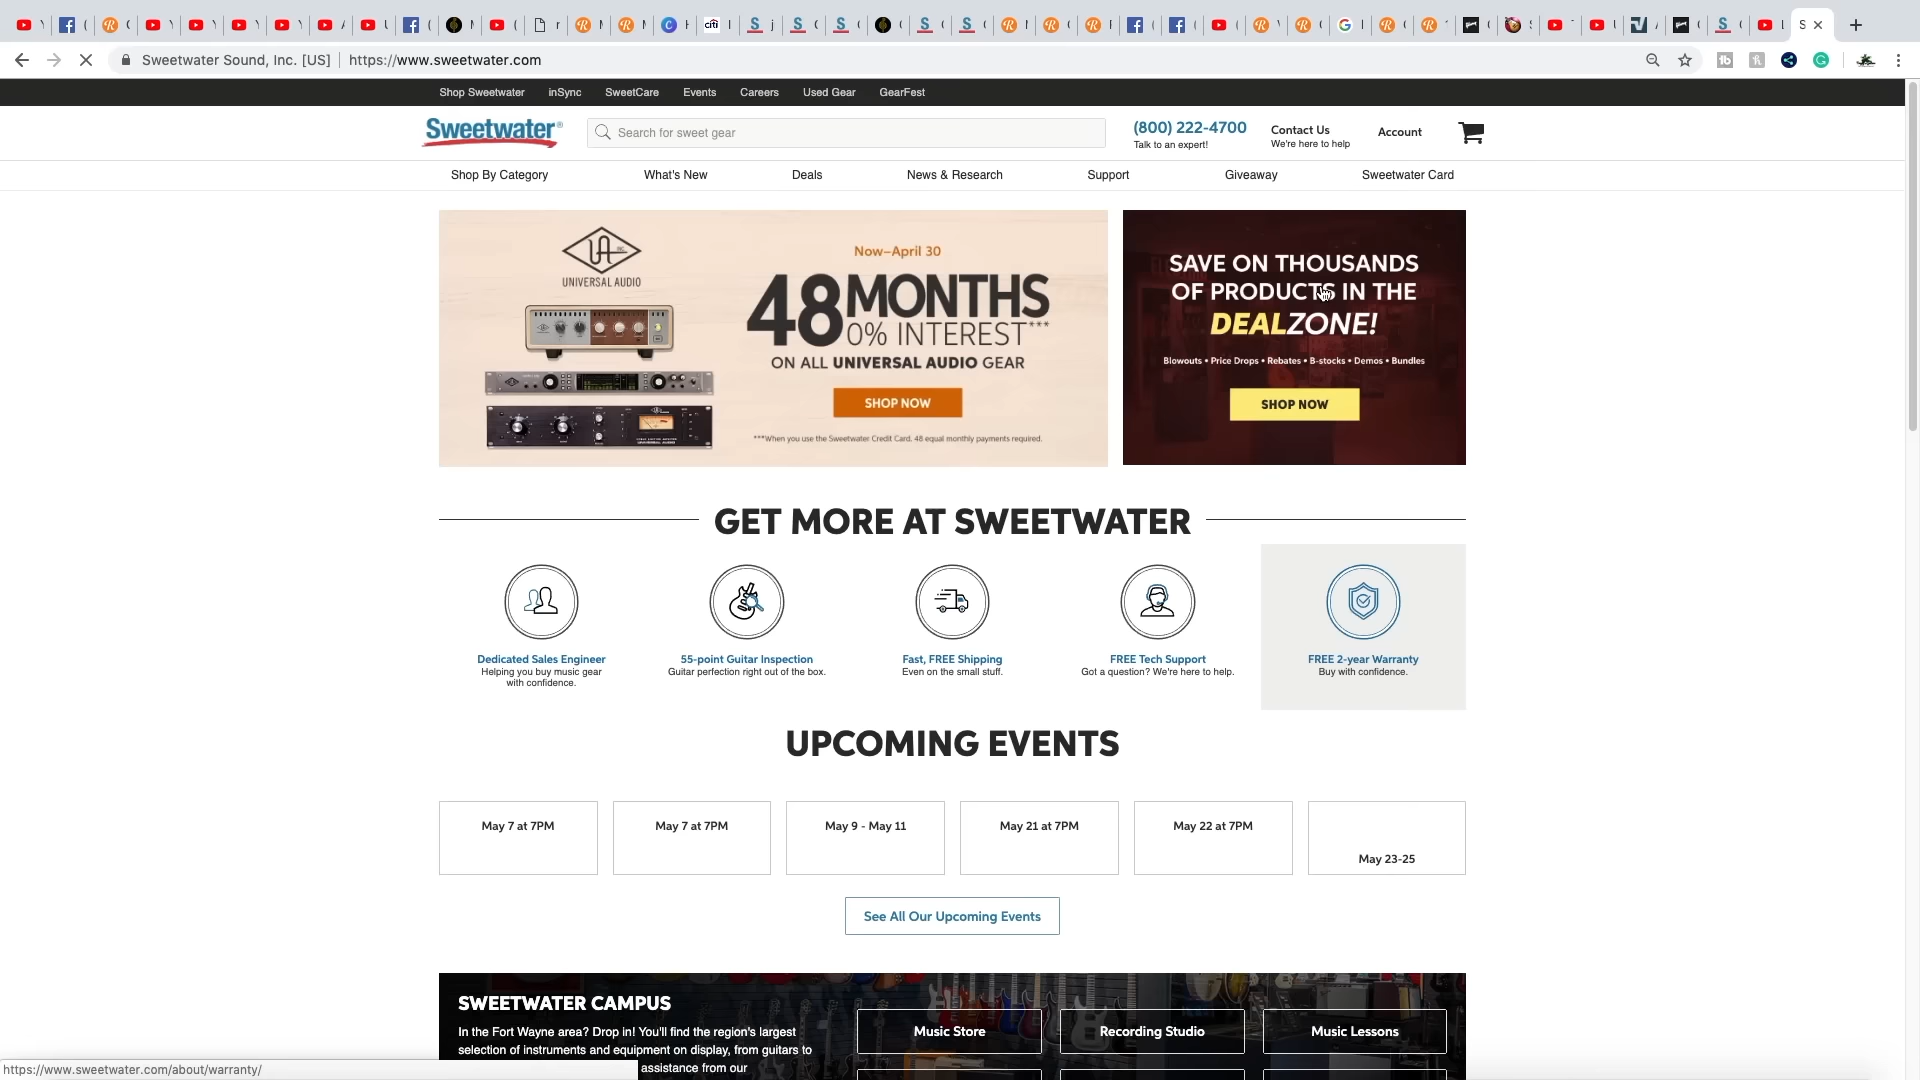 Sweetwater Sound, Inc. [US] https://www.sweetwater.com
Shop Sweetwater inSync SweetCare Events Careers Used Gear GearFest
Sweetwater®
Search for sweet gear
(800) 222-4700
Talk to an expert!
Contact Us
We're here to help
Account
Shop By Category What's New Deals News & Research Support Giveaway Sweetwater Card
UA INC.
UNIVERSAL AUDIO
Now–April 30
48 MONTHS
0% INTEREST***
ON ALL UNIVERSAL AUDIO GEAR
SHOP NOW
***When you use the Sweetwater Credit Card. 48 equal monthly payments required.
SAVE ON THOUSANDS
OF PRODUCTS IN THE
DEALZONE!
Blowouts • Price Drops • Rebates • B-stocks • Demos • Bundles
SHOP NOW
GET MORE AT SWEETWATER
Dedicated Sales Engineer
Helping you buy music gear
with confidence.
55-point Guitar Inspection
Guitar perfection right out of the box.
Fast, FREE Shipping
Even on the small stuff.
FREE Tech Support
Got a question? We're here to help.
FREE 2-year Warranty
Buy with confidence.
UPCOMING EVENTS
May 7 at 7PM May 7 at 7PM May 9 - May 11 May 21 at 7PM May 22 at 7PM May 23-25
See All Our Upcoming Events
SWEETWATER CAMPUS
In the Fort Wayne area? Drop in! You'll find the region's largest
selection of instruments and equipment on display, from guitars to
assistance from our
Music Store Recording Studio Music Lessons
https://www.sweetwater.com/about/warranty/